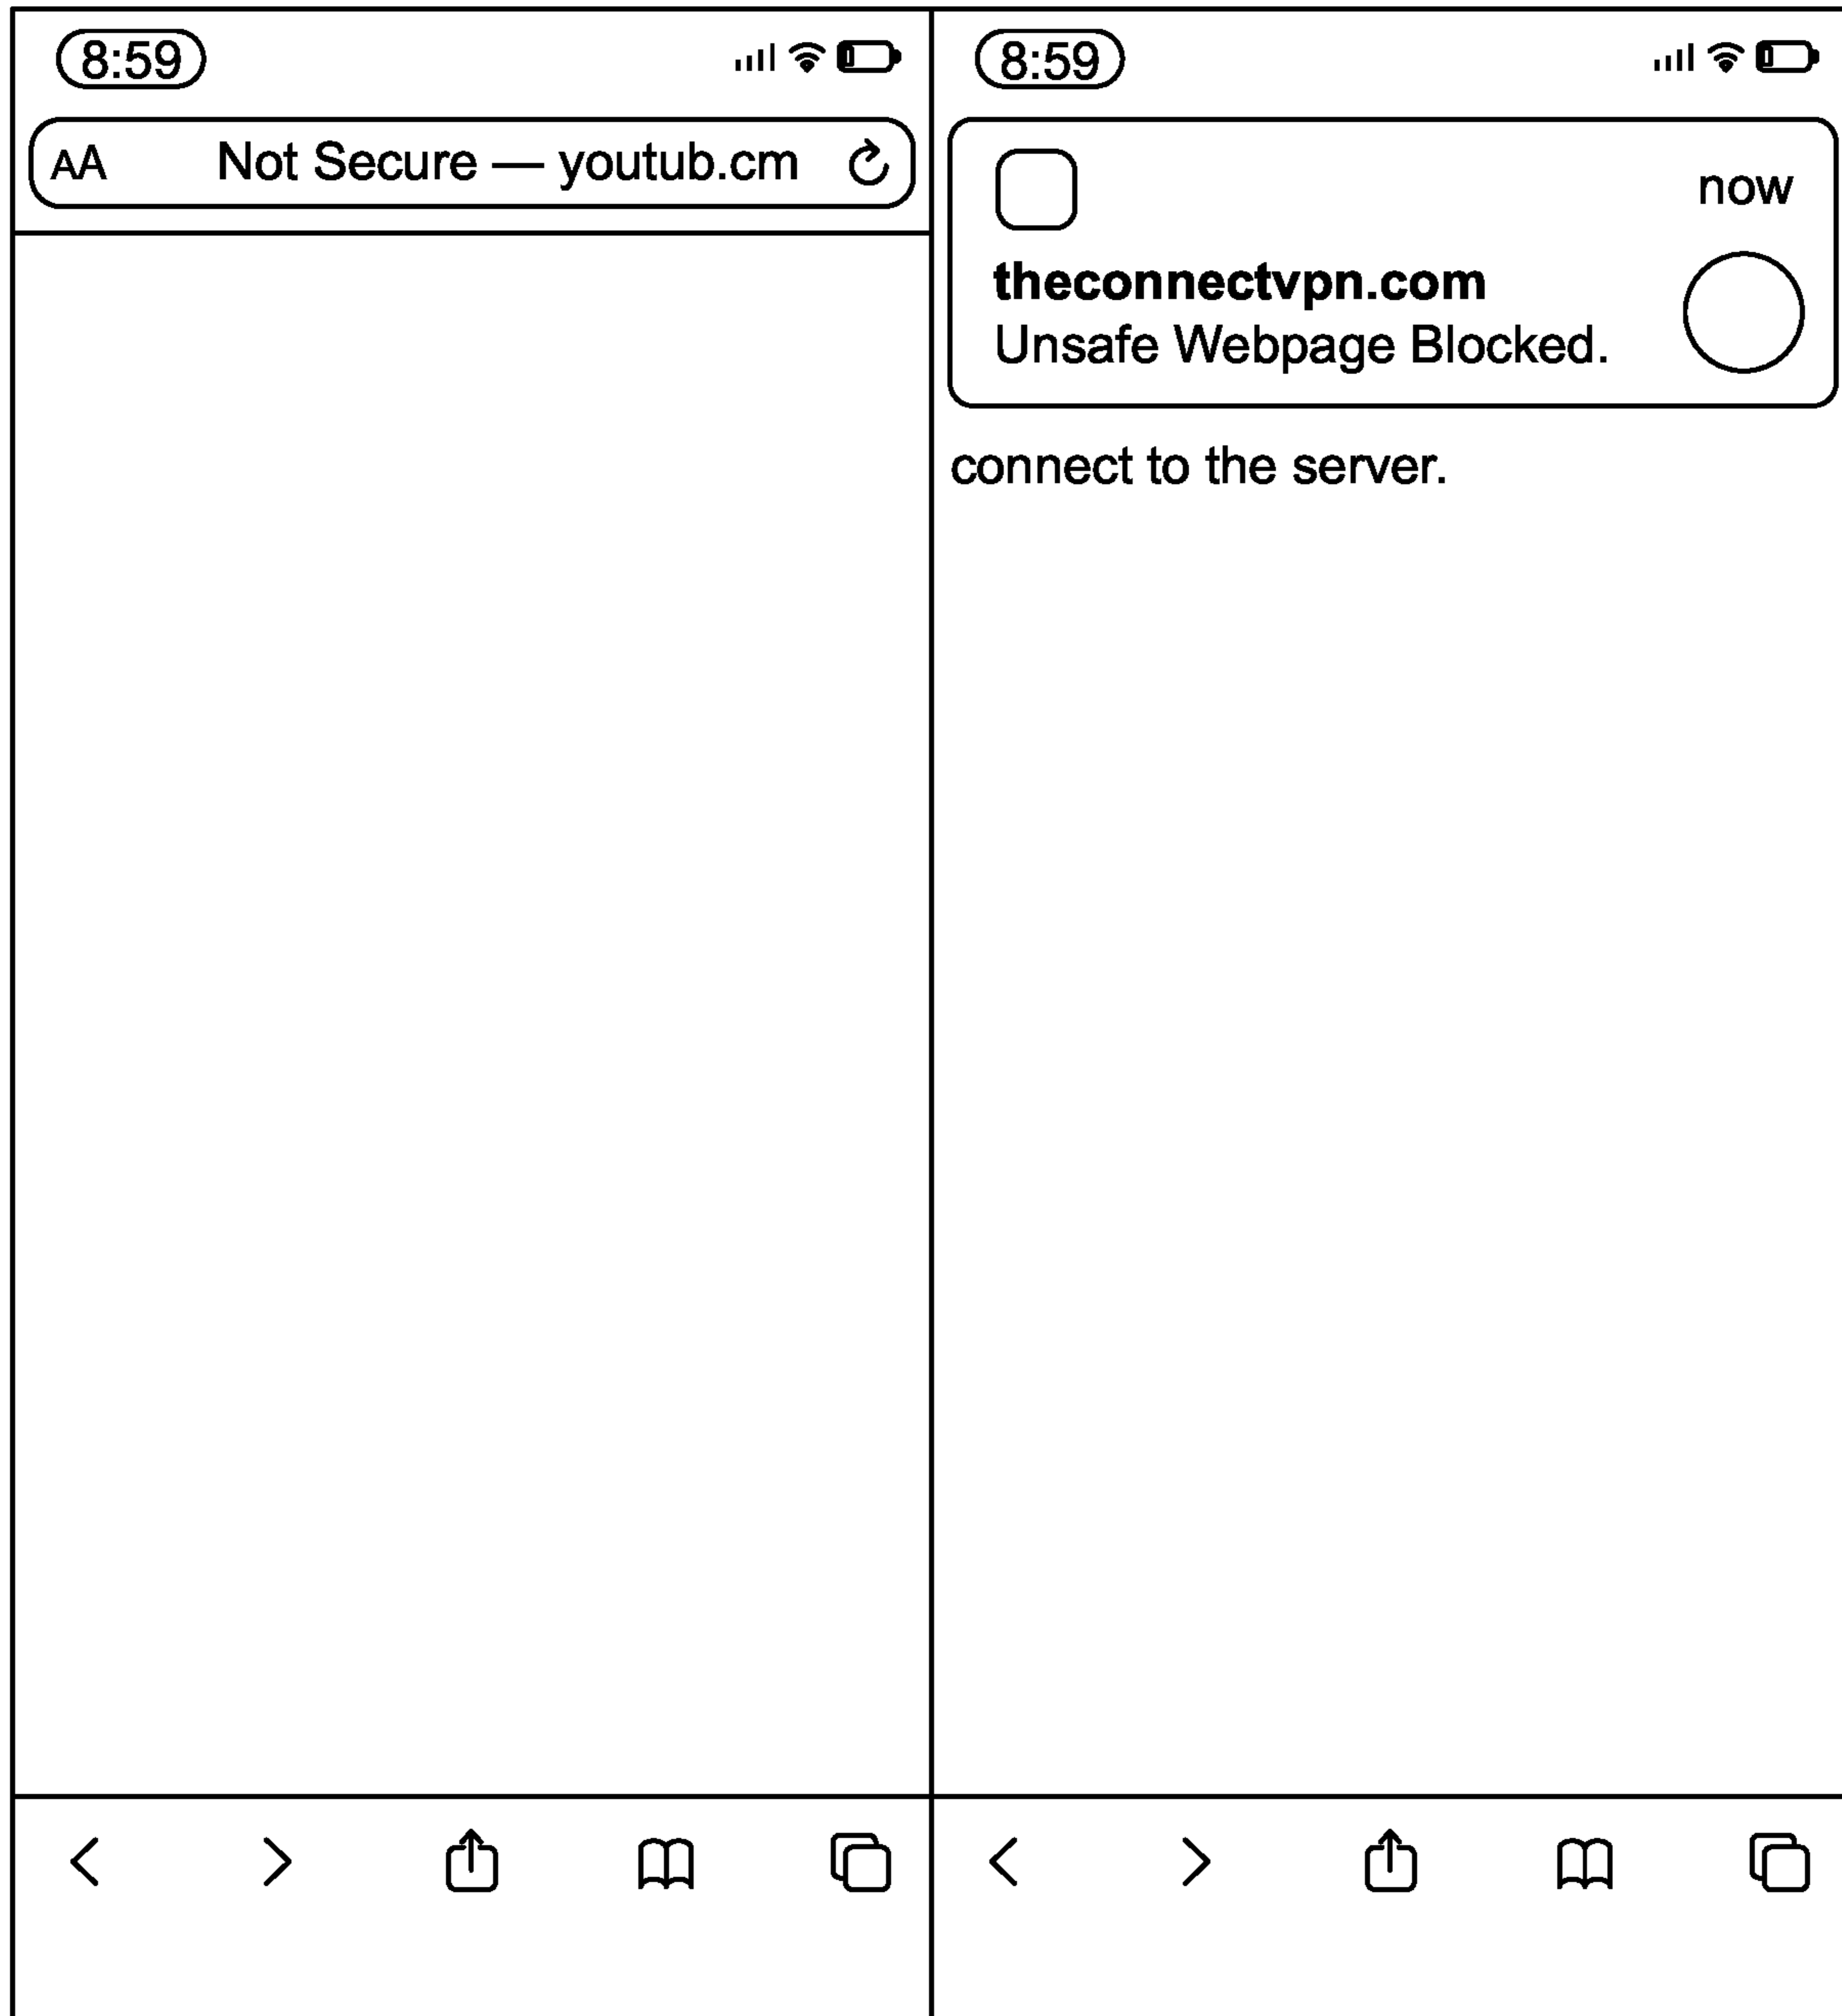 8:59
AA Not Secure — youtub.cm
8:59
now
theconnectvpn.com
Unsafe Webpage Blocked.
connect to the server.